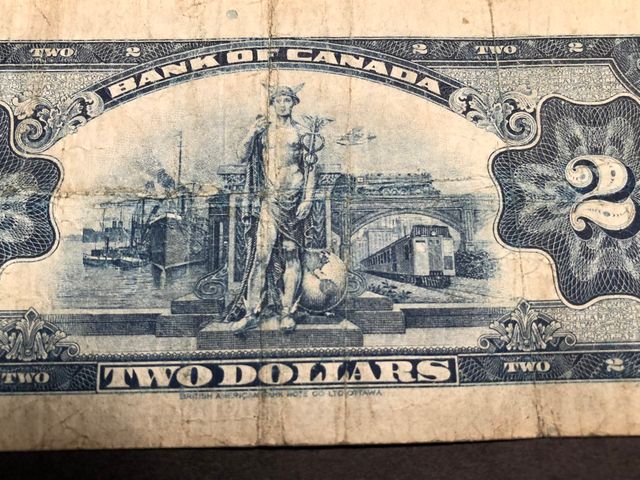 TWO 2 2 TWO 2
BANK OF CANADA
2
TWO TWO DOLLARS 2 TWO 2
BRITISH AMERICAN BANK NOTE CO. LTD. OTTAWA